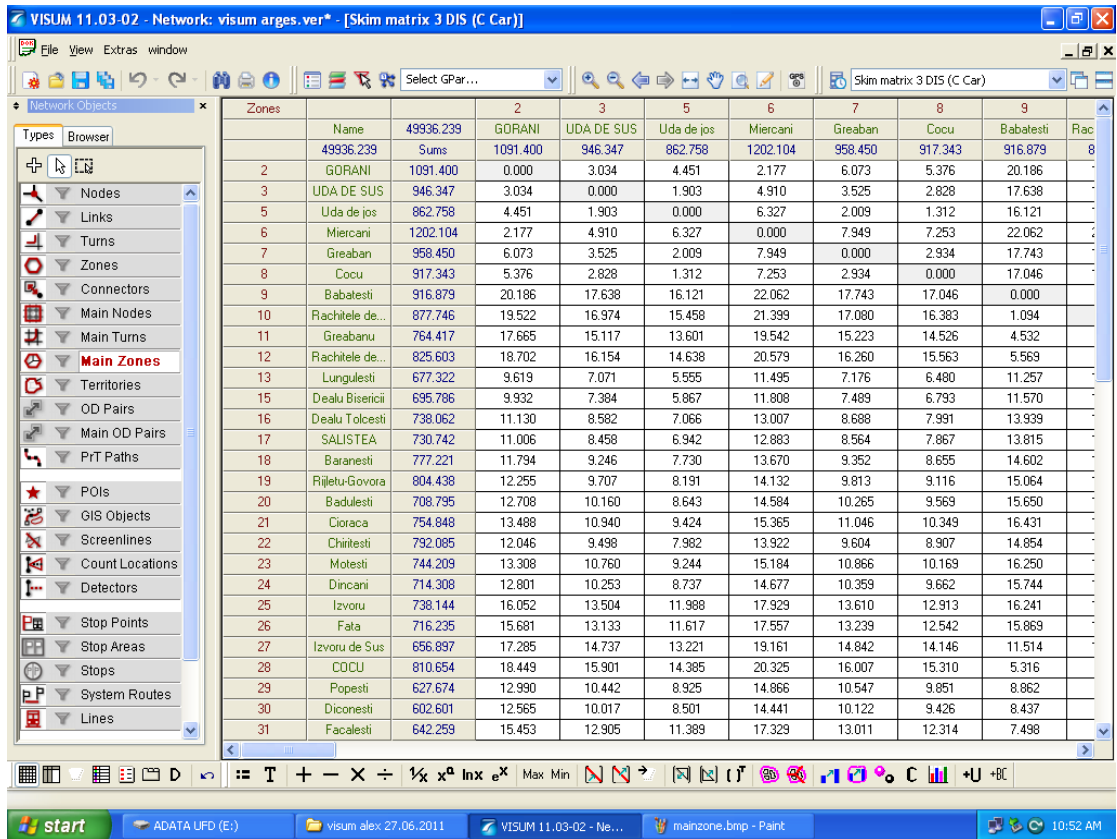 VISUM 11.03-02 - Network: visum arges.ver* - [Skim matrix 3 DIS (C Car)]
File View Extras window
Select GPar... Skim matrix 3 DIS (C Car)
Network Objects
Types Browser
Nodes
Links
Turns
Zones
Connectors
Main Nodes
Main Turns
Main Zones
Territories
OD Pairs
Main OD Pairs
PrT Paths
POIs
GIS Objects
Screenlines
Count Locations
Detectors
Stop Points
Stop Areas
Stops
System Routes
Lines
Zones 2 3 5 6 7 8 9
Name 49936.239 GORANI UDA DE SUS Uda de jos Miercani Greaban Cocu Babatesti Rac
49936.239 Sums 1091.400 946.347 862.758 1202.104 958.450 917.343 916.879 8
2 GORANI 1091.400 0.000 3.034 4.451 2.177 6.073 5.376 20.186
3 UDA DE SUS 946.347 3.034 0.000 1.903 4.910 3.525 2.828 17.638
5 Uda de jos 862.758 4.451 1.903 0.000 6.327 2.009 1.312 16.121
6 Miercani 1202.104 2.177 4.910 6.327 0.000 7.949 7.253 22.062
7 Greaban 958.450 6.073 3.525 2.009 7.949 0.000 2.934 17.743
8 Cocu 917.343 5.376 2.828 1.312 7.253 2.934 0.000 17.046
9 Babatesti 916.879 20.186 17.638 16.121 22.062 17.743 17.046 0.000
10 Rachitele de... 877.746 19.522 16.974 15.458 21.399 17.080 16.383 1.094
11 Greabanu 764.417 17.665 15.117 13.601 19.542 15.223 14.526 4.532
12 Rachitele de... 825.603 18.702 16.154 14.638 20.579 16.260 15.563 5.569
13 Lungulesti 677.322 9.619 7.071 5.555 11.495 7.176 6.480 11.257
15 Dealu Bisericii 695.786 9.932 7.384 5.867 11.808 7.489 6.793 11.570
16 Dealu Tolcesti 738.062 11.130 8.582 7.066 13.007 8.688 7.991 13.939
17 SALISTEA 730.742 11.006 8.458 6.942 12.883 8.564 7.867 13.815
18 Baranesti 777.221 11.794 9.246 7.730 13.670 9.352 8.655 14.602
19 Rijletu-Govora 804.438 12.255 9.707 8.191 14.132 9.813 9.116 15.064
20 Badulesti 708.795 12.708 10.160 8.643 14.584 10.265 9.569 15.650
21 Cioraca 754.848 13.488 10.940 9.424 15.365 11.046 10.349 16.431
22 Chiritesti 792.085 12.046 9.498 7.982 13.922 9.604 8.907 14.854
23 Motesti 744.209 13.308 10.760 9.244 15.184 10.866 10.169 16.250
24 Dincani 714.308 12.801 10.253 8.737 14.677 10.359 9.662 15.744
25 Izvoru 738.144 16.052 13.504 11.988 17.929 13.610 12.913 16.241
26 Fata 716.235 15.681 13.133 11.617 17.557 13.239 12.542 15.869
27 Izvoru de Sus 656.897 17.285 14.737 13.221 19.161 14.842 14.146 11.514
28 COCU 810.654 18.449 15.901 14.385 20.325 16.007 15.310 5.316
29 Popesti 627.674 12.990 10.442 8.925 14.866 10.547 9.851 8.862
30 Diconesti 602.601 12.565 10.017 8.501 14.441 10.122 9.426 8.437
31 Facalesti 642.259 15.453 12.905 11.389 17.329 13.011 12.314 7.498
D T + − × ÷ ¹⁄x xª lnx eˣ Max Min C +U +BC
start ADATA UFD (E:) visum alex 27.06.2011 VISUM 11.03-02 - Ne... mainzone.bmp - Paint 10:52 AM